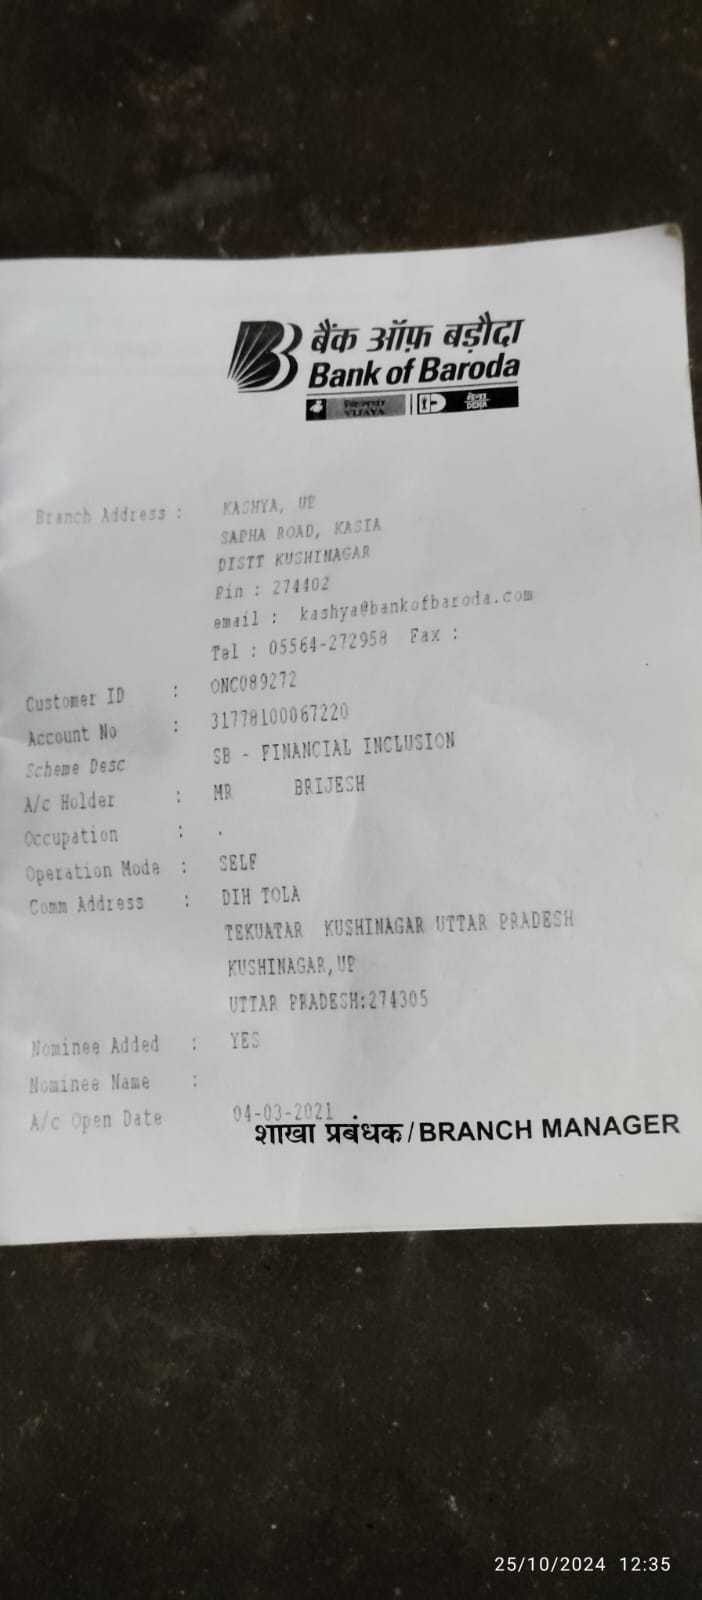 बैंक ऑफ़ बड़ौदा
Bank of Baroda
VIJAYA देना DENA
Branch Address : KASHYA, UP
SAPHA ROAD, KASIA
DISTT KUSHINAGAR
Pin : 274402
email : kashya@bankofbaroda.com
Tel : 05564-272958 Fax :
Customer ID : ONC089272
Account No : 31778100067220
Scheme Desc SB - FINANCIAL INCLUSION
A/c Holder : MR BRIJESH
Occupation : .
Operation Mode : SELF
Comm Address : DIH TOLA
TEKUATAR KUSHINAGAR UTTAR PRADESH
KUSHINAGAR,UP
UTTAR PRADESH:274305
Nominee Added : YES
Nominee Name :
A/c Open Date 04-03-2021
शाखा प्रबंधक/BRANCH MANAGER
25/10/2024 12:35